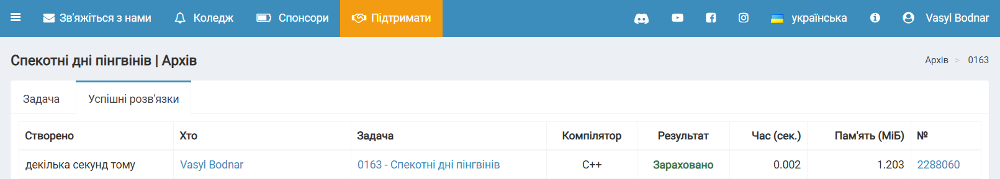 Зв'яжіться з нами Коледж Спонсори Підтримати українська Vasyl Bodnar
Спекотні дні пінгвінів | Архів Архів > 0163
Задача Успішні розв'язки
Створено Хто Задача Компілятор Результат Час (сек.) Пам'ять (МіБ) №
декілька секунд тому Vasyl Bodnar 0163 - Спекотні дні пінгвінів C++ Зараховано 0.002 1.203 2288060